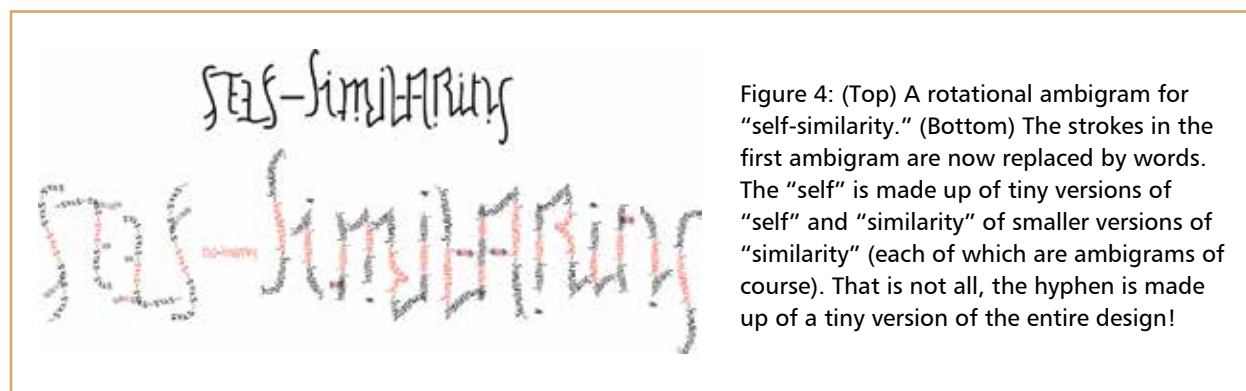 SELF-SIMILARITY
SELF-SIMILARITY
Figure 4: (Top) A rotational ambigram for
“self-similarity.” (Bottom) The strokes in the
first ambigram are now replaced by words.
The “self” is made up of tiny versions of
“self” and “similarity” of smaller versions of
“similarity” (each of which are ambigrams of
course). That is not all, the hyphen is made
up of a tiny version of the entire design!